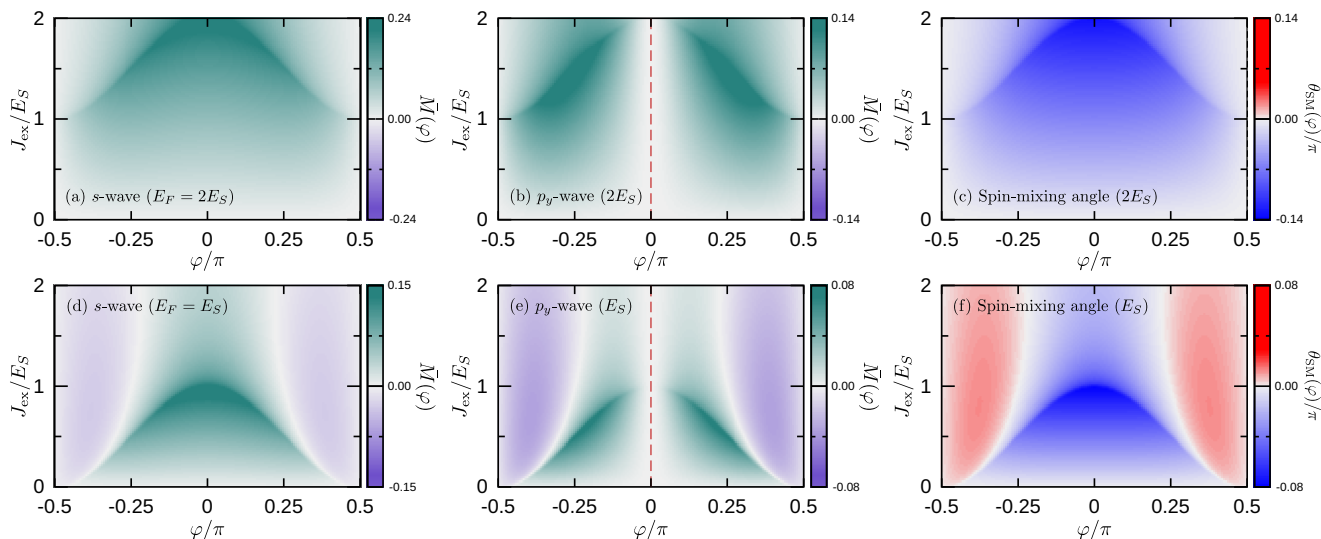 2
1
0
J_ex/E_S
(a) s-wave (E_F = 2E_S)
-0.5 -0.25 0 0.25 0.5
φ/π
0.24
0.00
-0.24
M̄(φ)
2
1
0
J_ex/E_S
(b) p_y-wave (2E_S)
-0.5 -0.25 0 0.25 0.5
φ/π
0.14
0.00
-0.14
M̄(φ)
2
1
0
J_ex/E_S
(c) Spin-mixing angle (2E_S)
-0.5 -0.25 0 0.25 0.5
φ/π
0.14
0.00
-0.14
θ_SM(φ)/π
2
1
0
J_ex/E_S
(d) s-wave (E_F = E_S)
-0.5 -0.25 0 0.25 0.5
φ/π
0.15
0.00
-0.15
M̄(φ)
2
1
0
J_ex/E_S
(e) p_y-wave (E_S)
-0.5 -0.25 0 0.25 0.5
φ/π
0.08
0.00
-0.08
M̄(φ)
2
1
0
J_ex/E_S
(f) Spin-mixing angle (E_S)
-0.5 -0.25 0 0.25 0.5
φ/π
0.08
0.00
-0.08
θ_SM(φ)/π